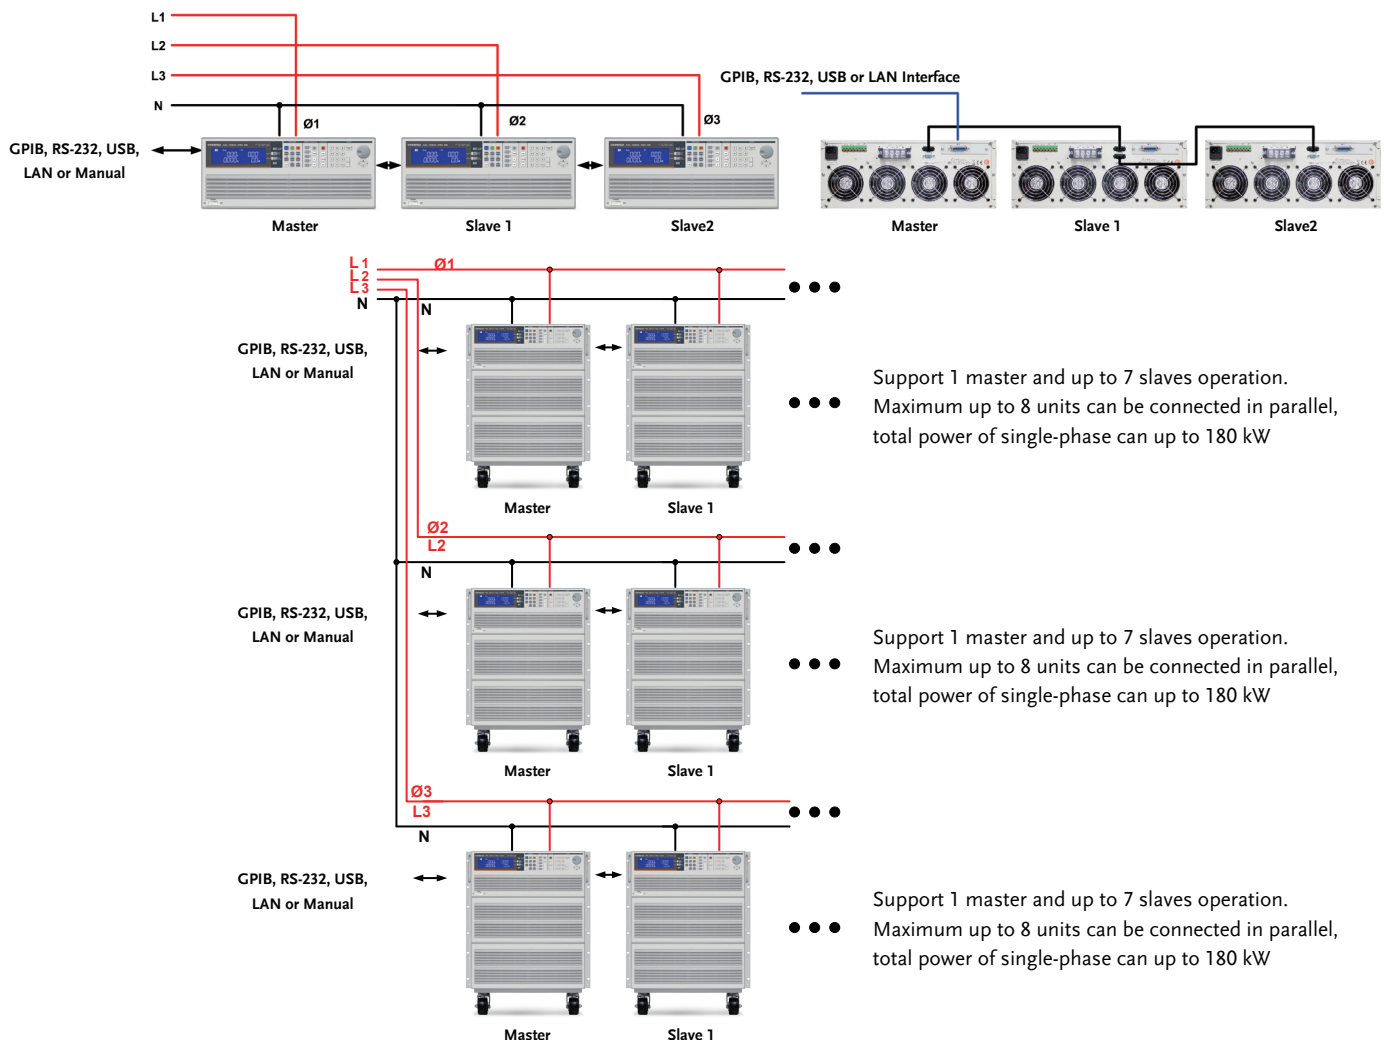 L1
L2
L3
N
Ø1
Ø2
Ø3
GPIB, RS-232, USB,
LAN or Manual
Master
Slave 1
Slave2
GPIB, RS-232, USB or LAN Interface
Master
Slave 1
Slave2
L1
L2
L3
N
Ø1
N
GPIB, RS-232, USB,
LAN or Manual
Master
Slave 1
Support 1 master and up to 7 slaves operation.
Maximum up to 8 units can be connected in parallel,
total power of single-phase can up to 180 kW
Ø2
L2
N
GPIB, RS-232, USB,
LAN or Manual
Master
Slave 1
Support 1 master and up to 7 slaves operation.
Maximum up to 8 units can be connected in parallel,
total power of single-phase can up to 180 kW
Ø3
L3
N
GPIB, RS-232, USB,
LAN or Manual
Master
Slave 1
Support 1 master and up to 7 slaves operation.
Maximum up to 8 units can be connected in parallel,
total power of single-phase can up to 180 kW